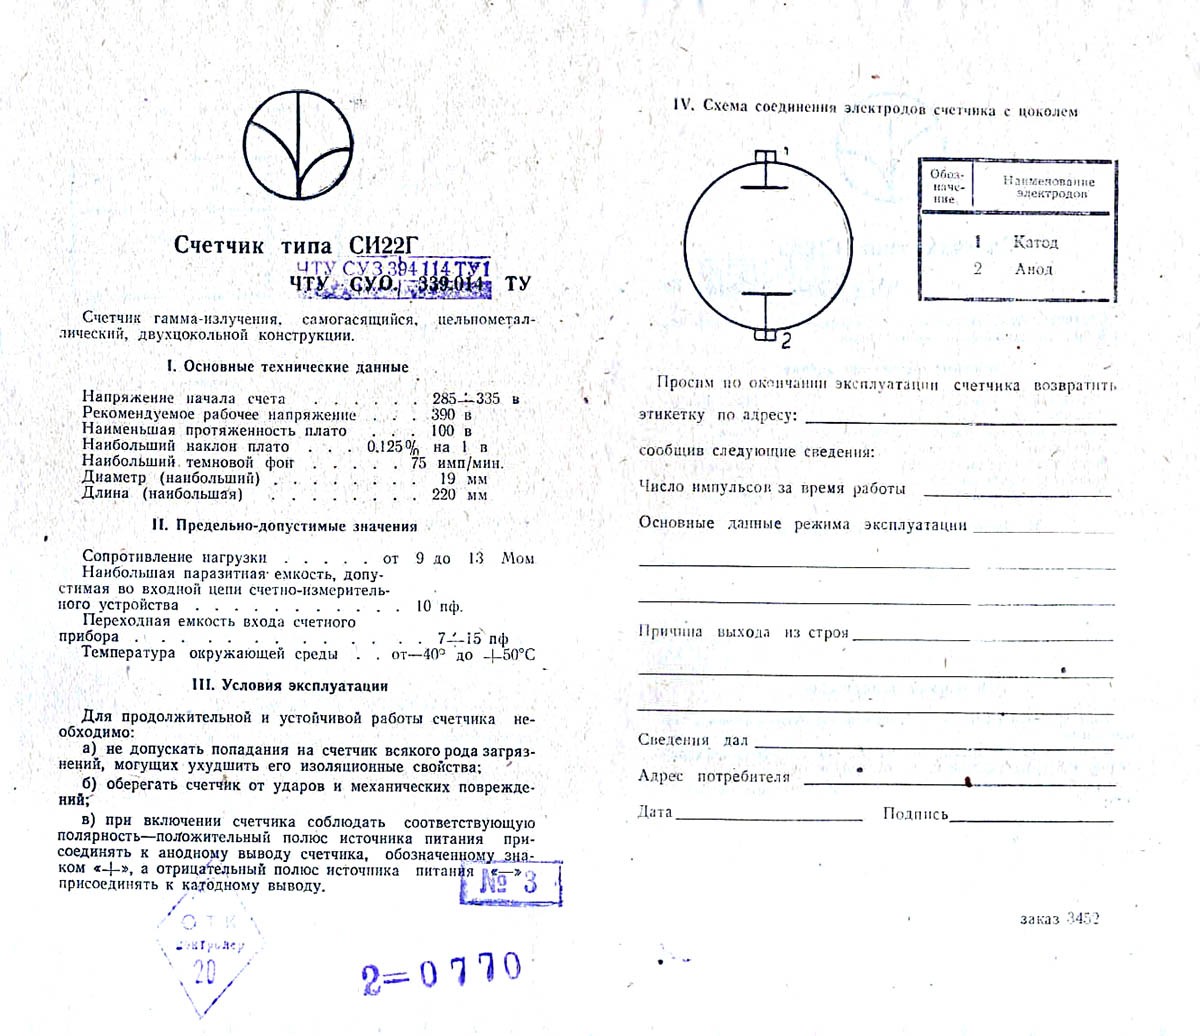 Счетчик типа СИ22Г
ЧТУ СУ3 394 114 ТУ1
ЧТУ СУО. 339.014 ТУ
Счетчик гамма-излучения, самогасящийся, цельнометал-
лический, двухцокольной конструкции.
I. Основные технические данные
Напряжение начала счета . . . . . . 285÷335 в
Рекомендуемое рабочее напряжение . . . 390 в
Наименьшая протяженность плато . . . 100 в
Наибольший наклон плато . . . 0,125% на 1 в
Наибольший темновой фон . . . . . 75 имп/мин.
Диаметр (наибольший) . . . . . . . . 19 мм
Длина (наибольшая) . . . . . . . . 220 мм
II. Предельно-допустимые значения
Сопротивление нагрузки . . . . . от 9 до 13 Мом
Наибольшая паразитная емкость, допу-
стимая во входной цепи счетно-измеритель-
ного устройства . . . . . . . . . . . 10 пф.
Переходная емкость входа счетного
прибора . . . . . . . . . . . . . 7÷15 пф
Температура окружающей среды . . от—40° до +50°С
III. Условия эксплуатации
Для продолжительной и устойчивой работы счетчика не-
обходимо:
а) не допускать попадания на счетчик всякого рода загряз-
нений, могущих ухудшить его изоляционные свойства;
б) оберегать счетчик от ударов и механических поврежде-
ний;
в) при включении счетчика соблюдать соответствующую
полярность—положительный полюс источника питания при-
соединять к анодному выводу счетчика, обозначенному зна-
ком «+», а отрицательный полюс источника питания «—»
присоединять к катодному выводу.
№ 3
ОТК
контролер
20
2=0770
IV. Схема соединения электродов счетчика с цоколем
1
2
Обоз-
наче-
ние
Наименование
электродов
1 Катод
2 Анод
Просим по окончании эксплуатации счетчика возвратить
этикетку по адресу:
сообщив следующие сведения:
Число импульсов за время работы
Основные данные режима эксплуатации
Причина выхода из строя
Сведения дал
Адрес потребителя
Дата Подпись
заказ 3452